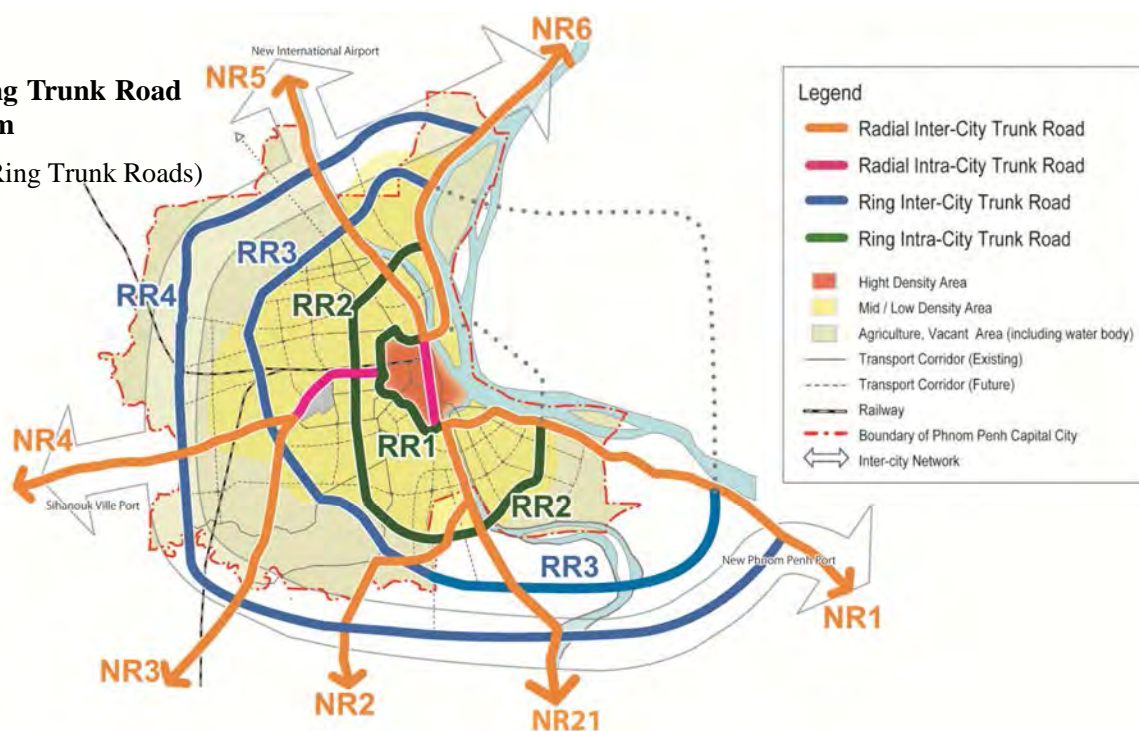 ng Trunk Road
m
Ring Trunk Roads)
New International Airport
NR6
NR5
RR3
RR4
RR2
RR1
NR4
Sihanouk Ville Port
RR2
RR3
New Phnom Penh Port
NR1
NR3
NR2
NR21
Legend
Radial Inter-City Trunk Road
Radial Intra-City Trunk Road
Ring Inter-City Trunk Road
Ring Intra-City Trunk Road
Hight Density Area
Mid / Low Density Area
Agriculture, Vacant Area (including water body)
Transport Corridor (Existing)
Transport Corridor (Future)
Railway
Boundary of Phnom Penh Capital City
Inter-city Network